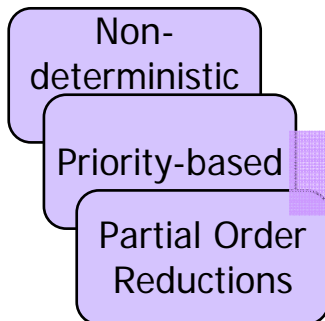 Non-
deterministic
Priority-based
Partial Order
Reductions